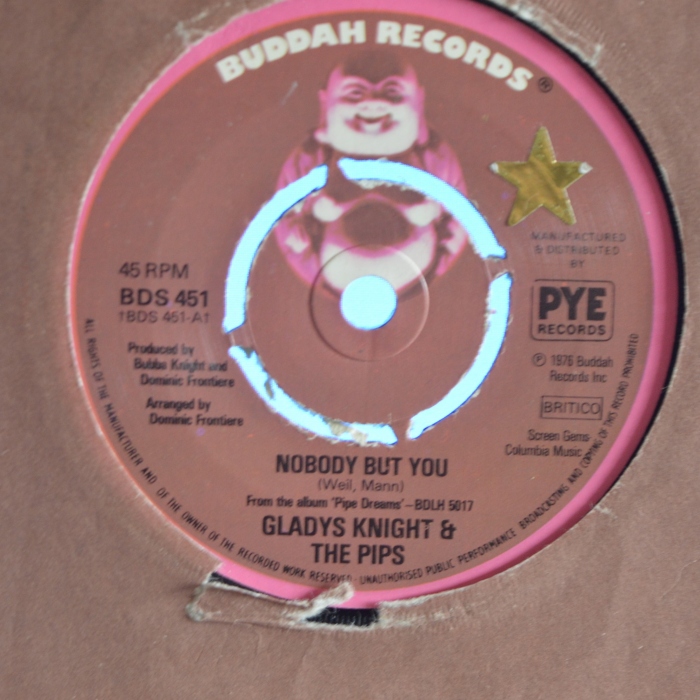 BUDDAH RECORDS®
MANUFACTURED
& DISTRIBUTED
BY
PYE
RECORDS
℗ 1976 Buddah
Records Inc
BRITICO
Screen Gems
Columbia Music
45 RPM
BDS 451
†BDS 451-A†
Produced by
Bubba Knight and
Dominic Frontiere
Arranged by
Dominic Frontiere
NOBODY BUT YOU
(Weil, Mann)
From the album 'Pipe Dreams'—BDLH 5017
GLADYS KNIGHT &
THE PIPS
ALL RIGHTS OF THE MANUFACTURER AND OF THE OWNER OF THE RECORDED WORK RESERVED · UNAUTHORISED PUBLIC PERFORMANCE BROADCASTING AND COPYING OF THIS RECORD PROHIBITED